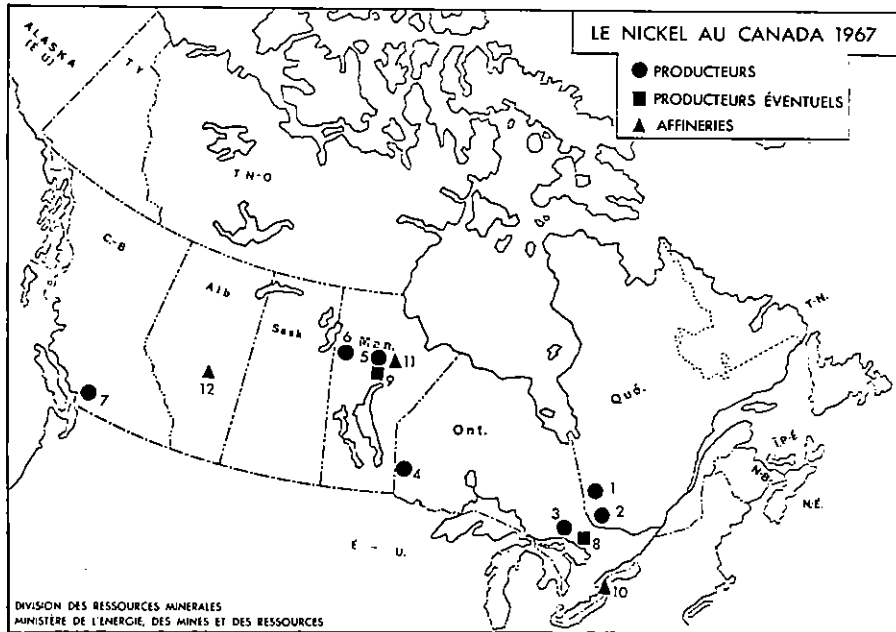 LE NICKEL AU CANADA 1967
PRODUCTEURS
PRODUCTEURS ÉVENTUELS
AFFINERIES
ALASKA
(É U)
T Y
T N-O
C-B
Alb
Sask
Man.
Ont.
Qué.
T-N.
Î.P.É
N-B
N.É.
É - U.
6
5
11
9
12
7
4
1
2
3
8
10
DIVISION DES RESSOURCES MINERALES
MINISTÈRE DE L'ÉNERGIE, DES MINES ET DES RESSOURCES